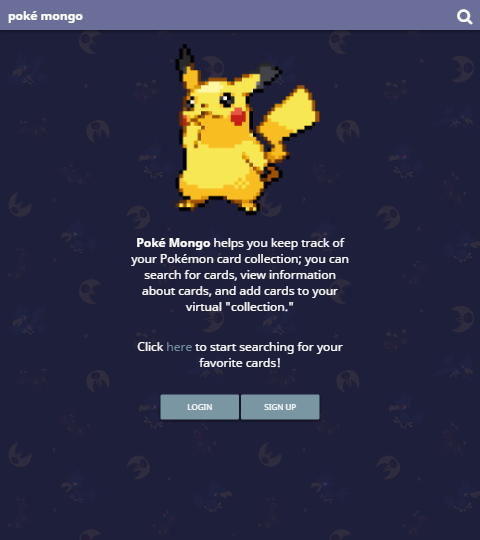 poké mongo
Poké Mongo helps you keep track of
your Pokémon card collection; you can
search for cards, view information
about cards, and add cards to your
virtual "collection."
Click here to start searching for your
favorite cards!
LOGIN
SIGN UP